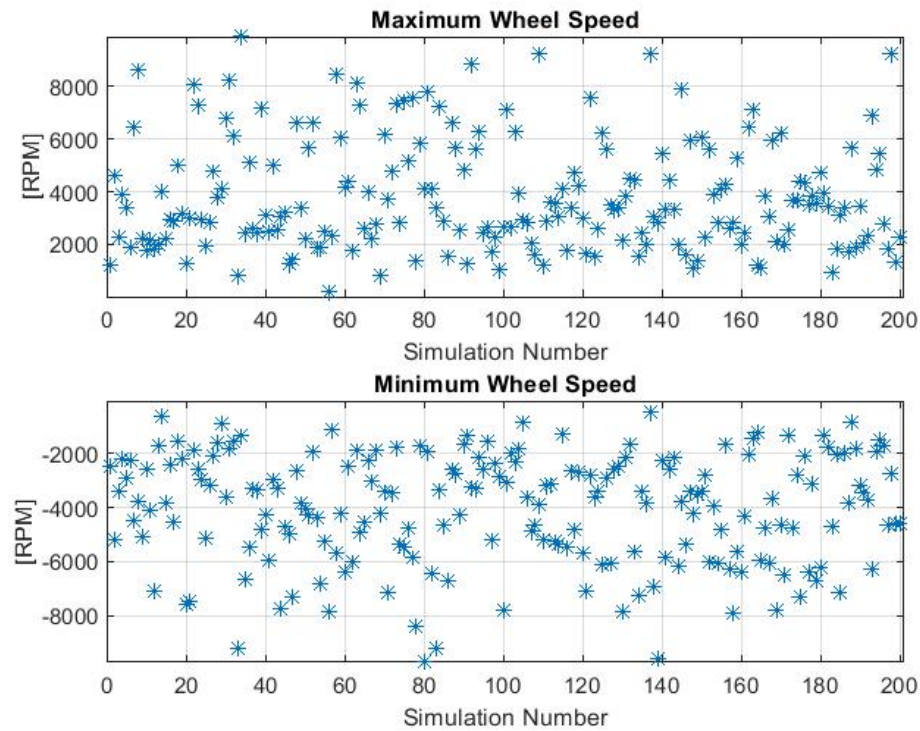 Maximum Wheel Speed
8000
6000
4000
2000
[RPM]
0 20 40 60 80 100 120 140 160 180 200
Simulation Number
Minimum Wheel Speed
-2000
-4000
-6000
-8000
[RPM]
0 20 40 60 80 100 120 140 160 180 200
Simulation Number